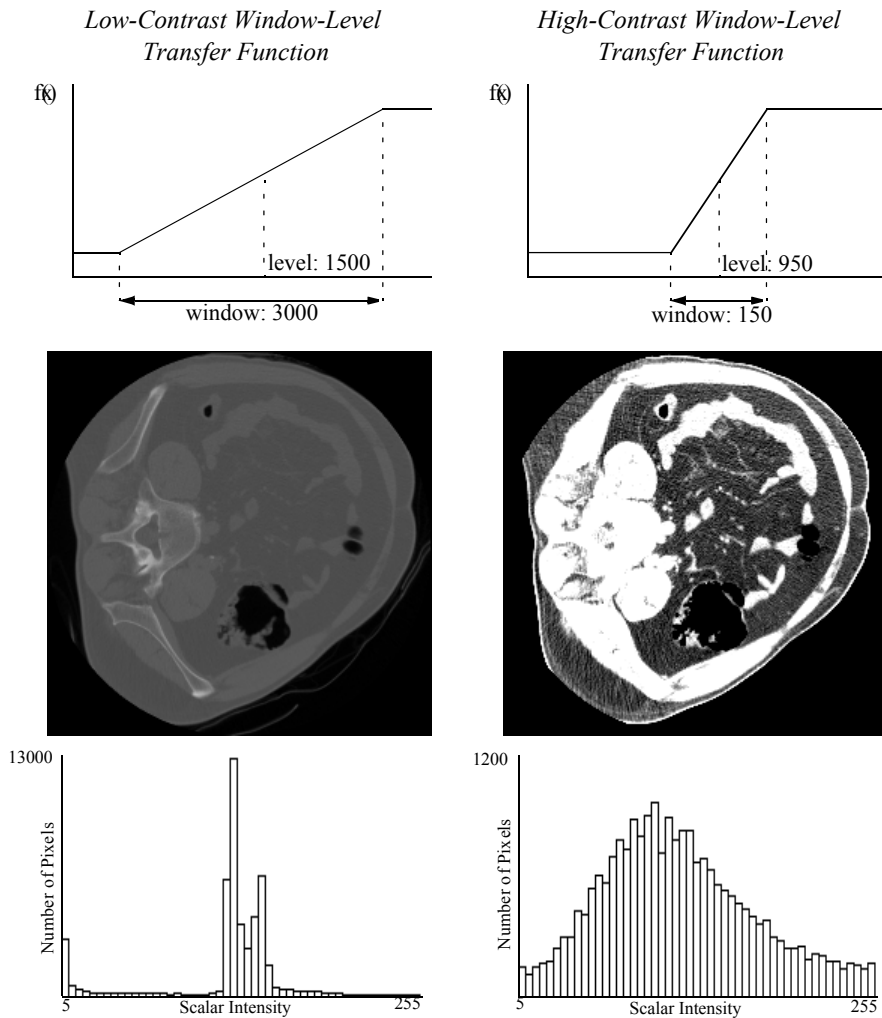 Low-Contrast Window-Level
Transfer Function
f(x)
level: 1500
window: 3000
High-Contrast Window-Level
Transfer Function
f(x)
level: 950
window: 150
13000
Number of Pixels
5
Scalar Intensity
255
1200
Number of Pixels
5
Scalar Intensity
255